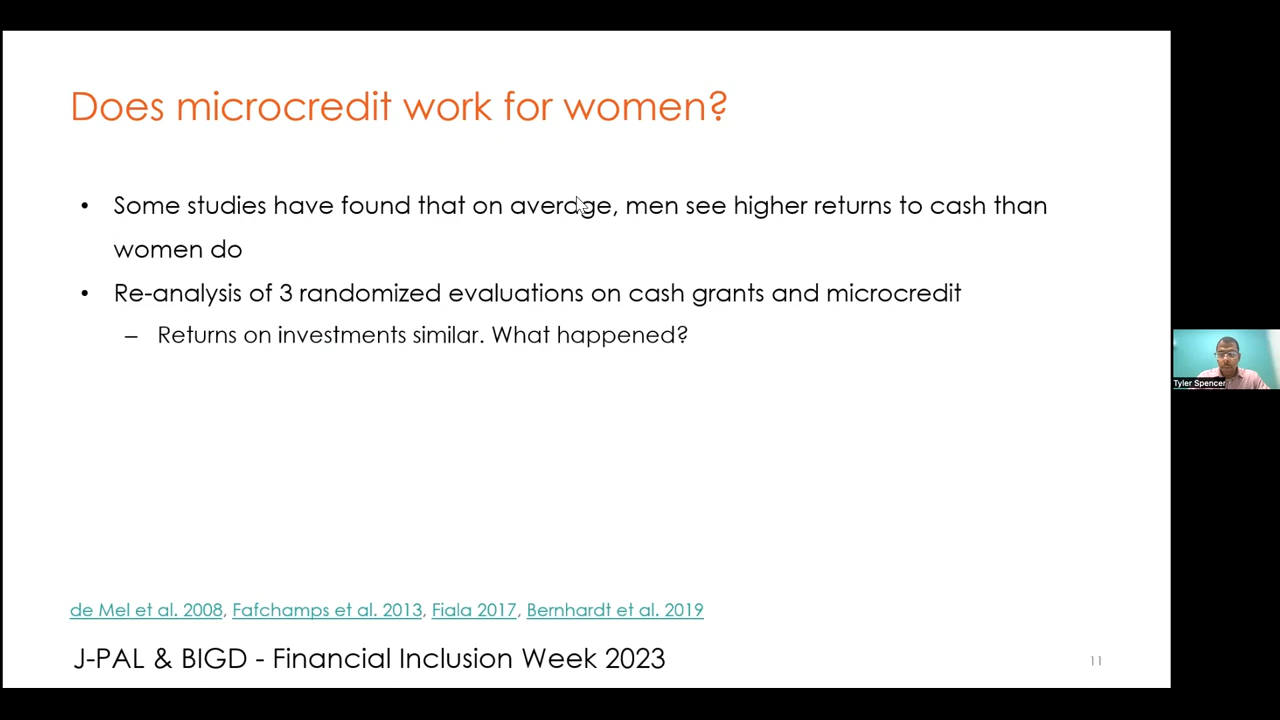 Does microcredit work for women?
• Some studies have found that on average, men see higher returns to cash than
women do
• Re-analysis of 3 randomized evaluations on cash grants and microcredit
– Returns on investments similar. What happened?
Tyler Spencer
de Mel et al. 2008, Fafchamps et al. 2013, Fiala 2017, Bernhardt et al. 2019
J-PAL & BIGD - Financial Inclusion Week 2023
11